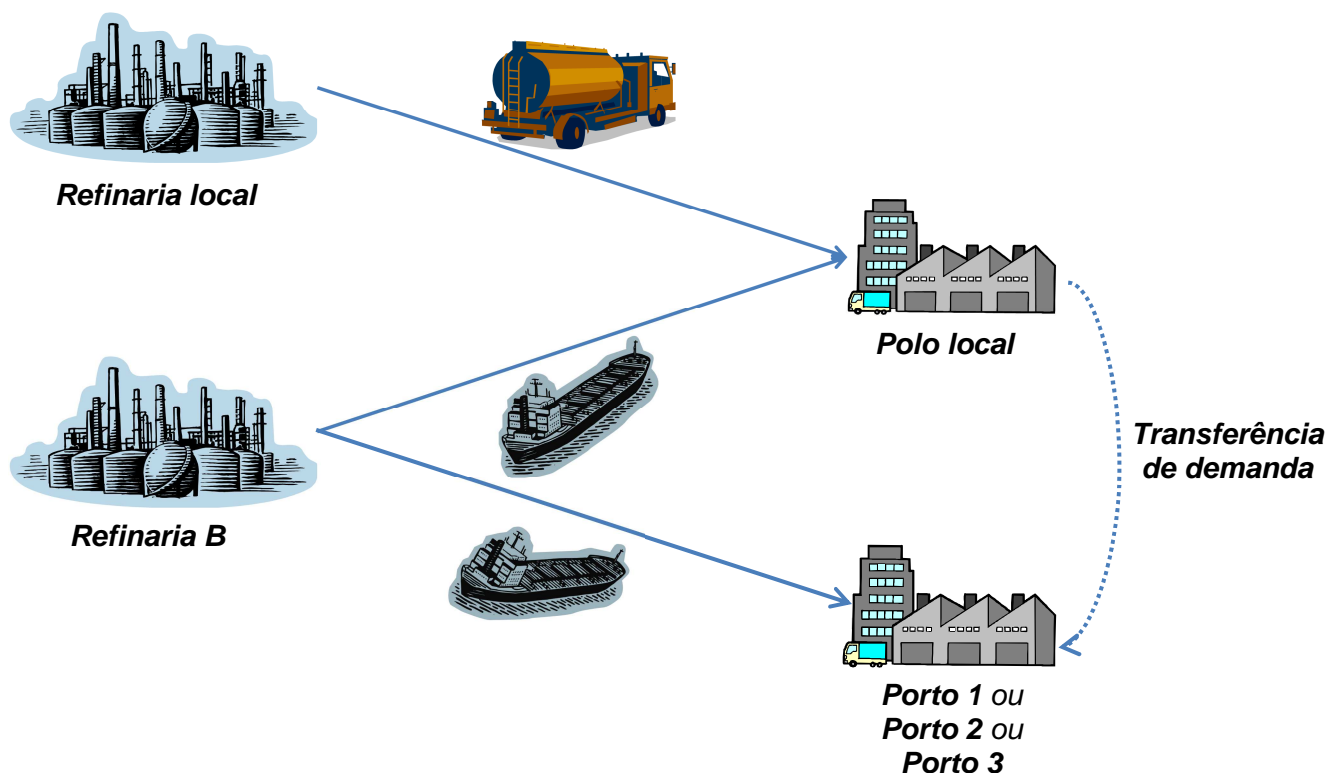 Refinaria local
Polo local
Transferência
de demanda
Refinaria B
Porto 1 ou
Porto 2 ou
Porto 3